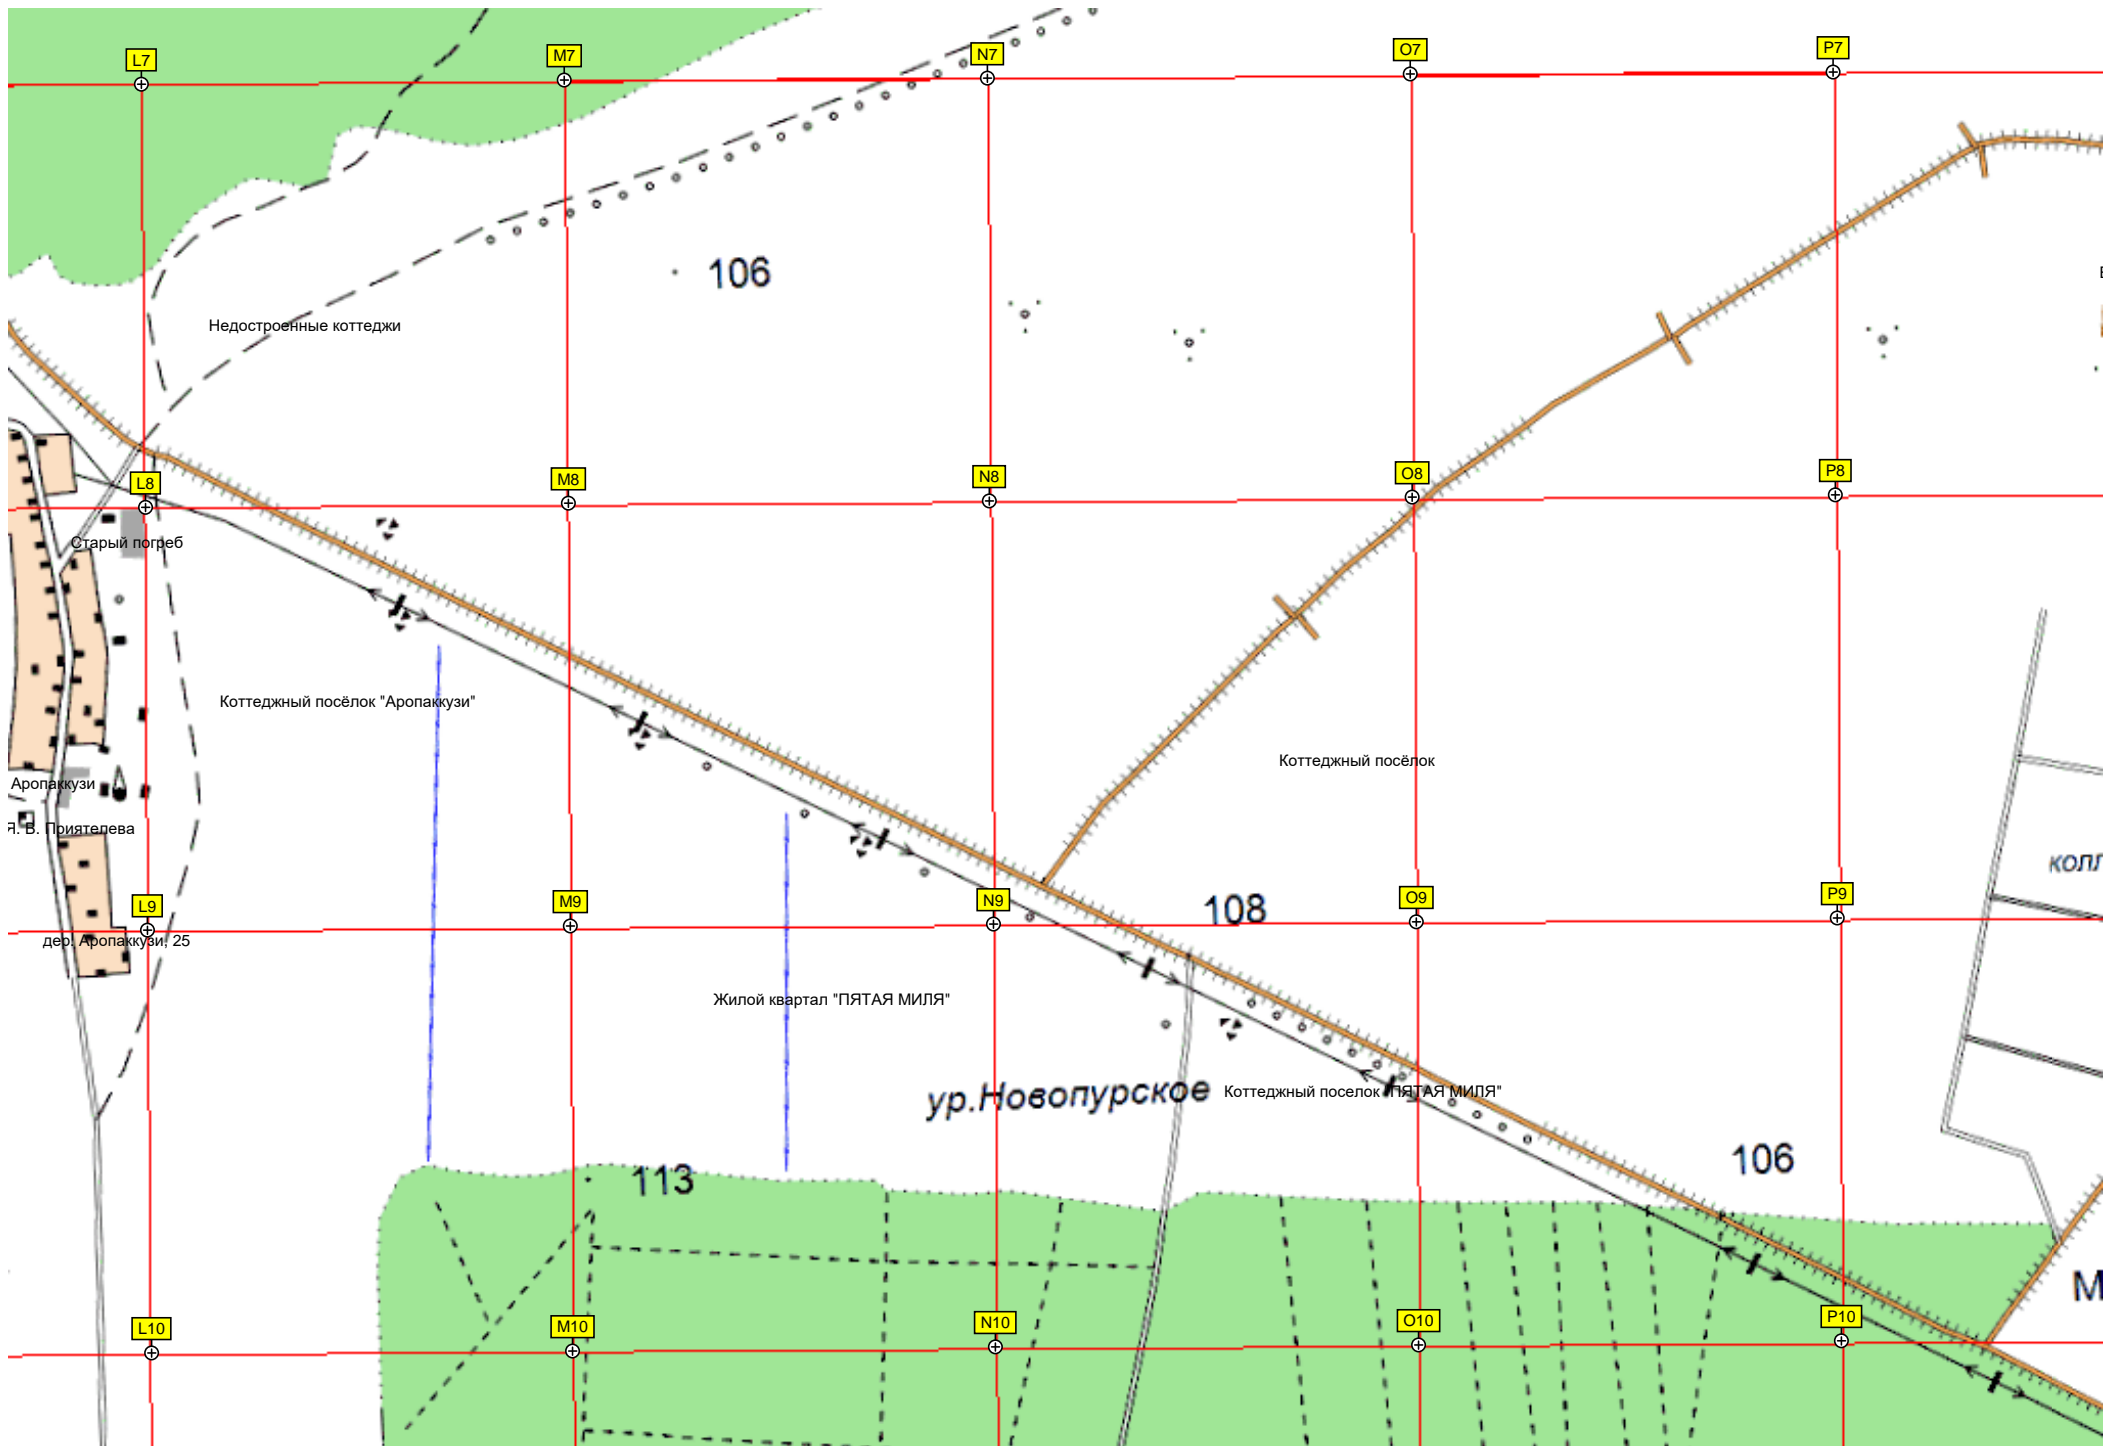 L7
M7
N7
O7
P7
106
Недостроенные коттеджи
L8
M8
N8
O8
P8
Старый погреб
Коттеджный посёлок "Аропаккузи"
Коттеджный посёлок
Аропаккузи
Я. В. Приятелева
колл
L9
M9
N9
108
O9
P9
дер. Аропаккузи, 25
Жилой квартал "ПЯТАЯ МИЛЯ"
ур.Новопурское
Коттеджный поселок "ПЯТАЯ МИЛЯ"
113
106
М
L10
M10
N10
O10
P10